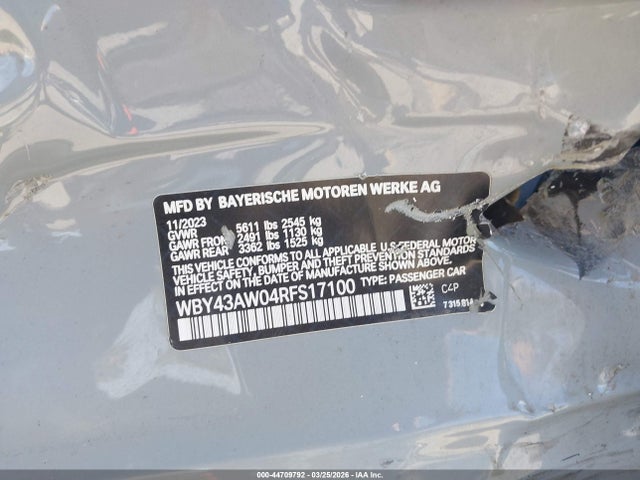 MFD BY BAYERISCHE MOTOREN WERKE AG
11/2023
GVWR 5611 lbs 2545 kg
GAWR FRONT 2491 lbs 1130 kg
GAWR REAR 3362 lbs 1525 kg
THIS VEHICLE CONFORMS TO ALL APPLICABLE U.S. FEDERAL MOTOR
VEHICLE SAFETY, BUMPER AND THEFT PREVENTION STANDARDS
IN EFFECT ON THE DATE OF MANUFACTURE SHOWN ABOVE.
WBY43AW04RFS17100 TYPE: PASSENGER CAR
C4P
7 315 814
000-44709792 | 03/25/2026 | IAA Inc.